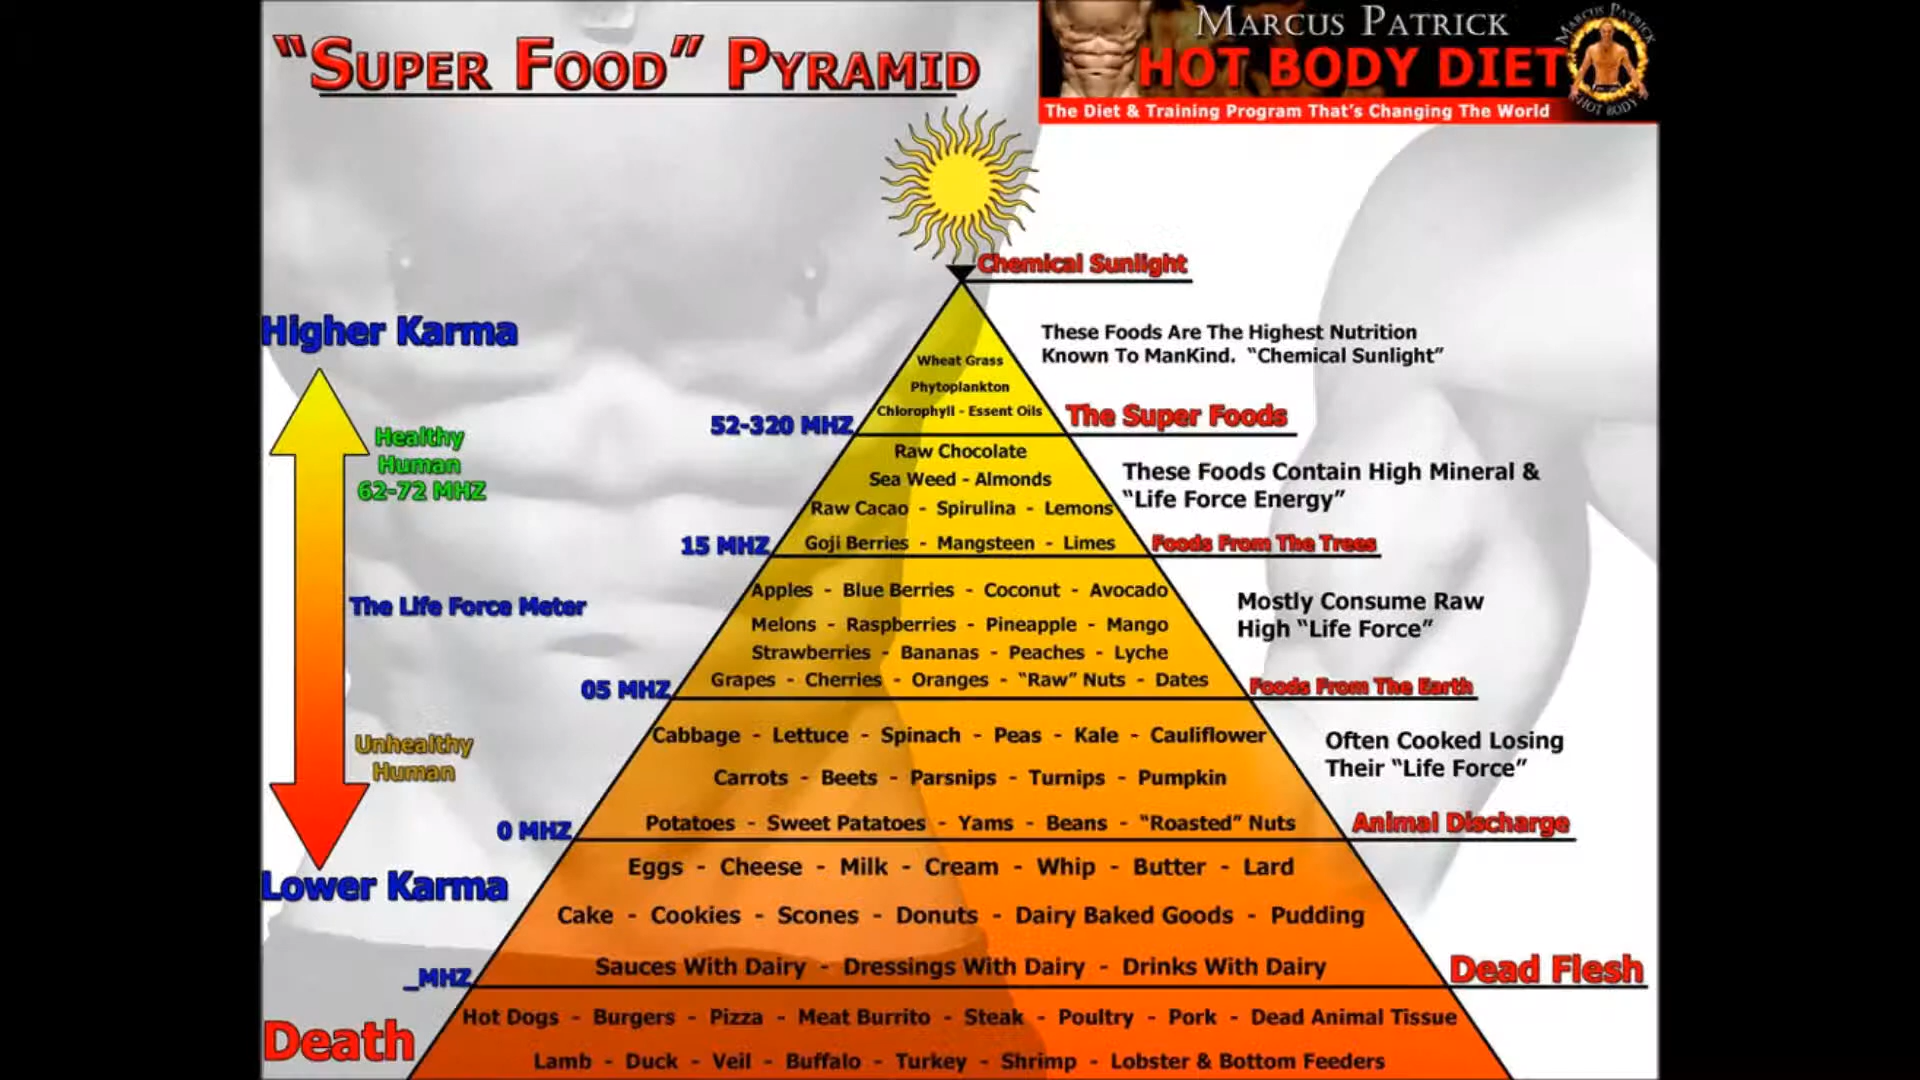 “Super Food” Pyramid
Marcus Patrick
HOT BODY DIET
The Diet & Training Program That’s Changing The World
MARCUS PATRICK
HOT BODY
Chemical Sunlight
Higher Karma
These Foods Are The Highest Nutrition
Known To ManKind. “Chemical Sunlight”
Wheat Grass
Phytoplankton
Chlorophyll - Essent Oils
52-320 MHZ
The Super Foods
Healthy
Human
62-72 MHZ
Raw Chocolate
Sea Weed - Almonds
Raw Cacao - Spirulina - Lemons
Goji Berries - Mangsteen - Limes
These Foods Contain High Mineral &
“Life Force Energy”
15 MHZ
Foods From The Trees
The Life Force Meter
Apples - Blue Berries - Coconut - Avocado
Melons - Raspberries - Pineapple - Mango
Strawberries - Bananas - Peaches - Lyche
Grapes - Cherries - Oranges - “Raw” Nuts - Dates
Mostly Consume Raw
High “Life Force”
05 MHZ
Foods From The Earth
Unhealthy
Human
Cabbage - Lettuce - Spinach - Peas - Kale - Cauliflower
Carrots - Beets - Parsnips - Turnips - Pumpkin
Potatoes - Sweet Patatoes - Yams - Beans - “Roasted” Nuts
Often Cooked Losing
Their “Life Force”
0 MHZ
Animal Discharge
Lower Karma
Eggs - Cheese - Milk - Cream - Whip - Butter - Lard
Cake - Cookies - Scones - Donuts - Dairy Baked Goods - Pudding
Sauces With Dairy - Dressings With Dairy - Drinks With Dairy
_MHZ
Dead Flesh
Death
Hot Dogs - Burgers - Pizza - Meat Burrito - Steak - Poultry - Pork - Dead Animal Tissue
Lamb - Duck - Veil - Buffalo - Turkey - Shrimp - Lobster & Bottom Feeders